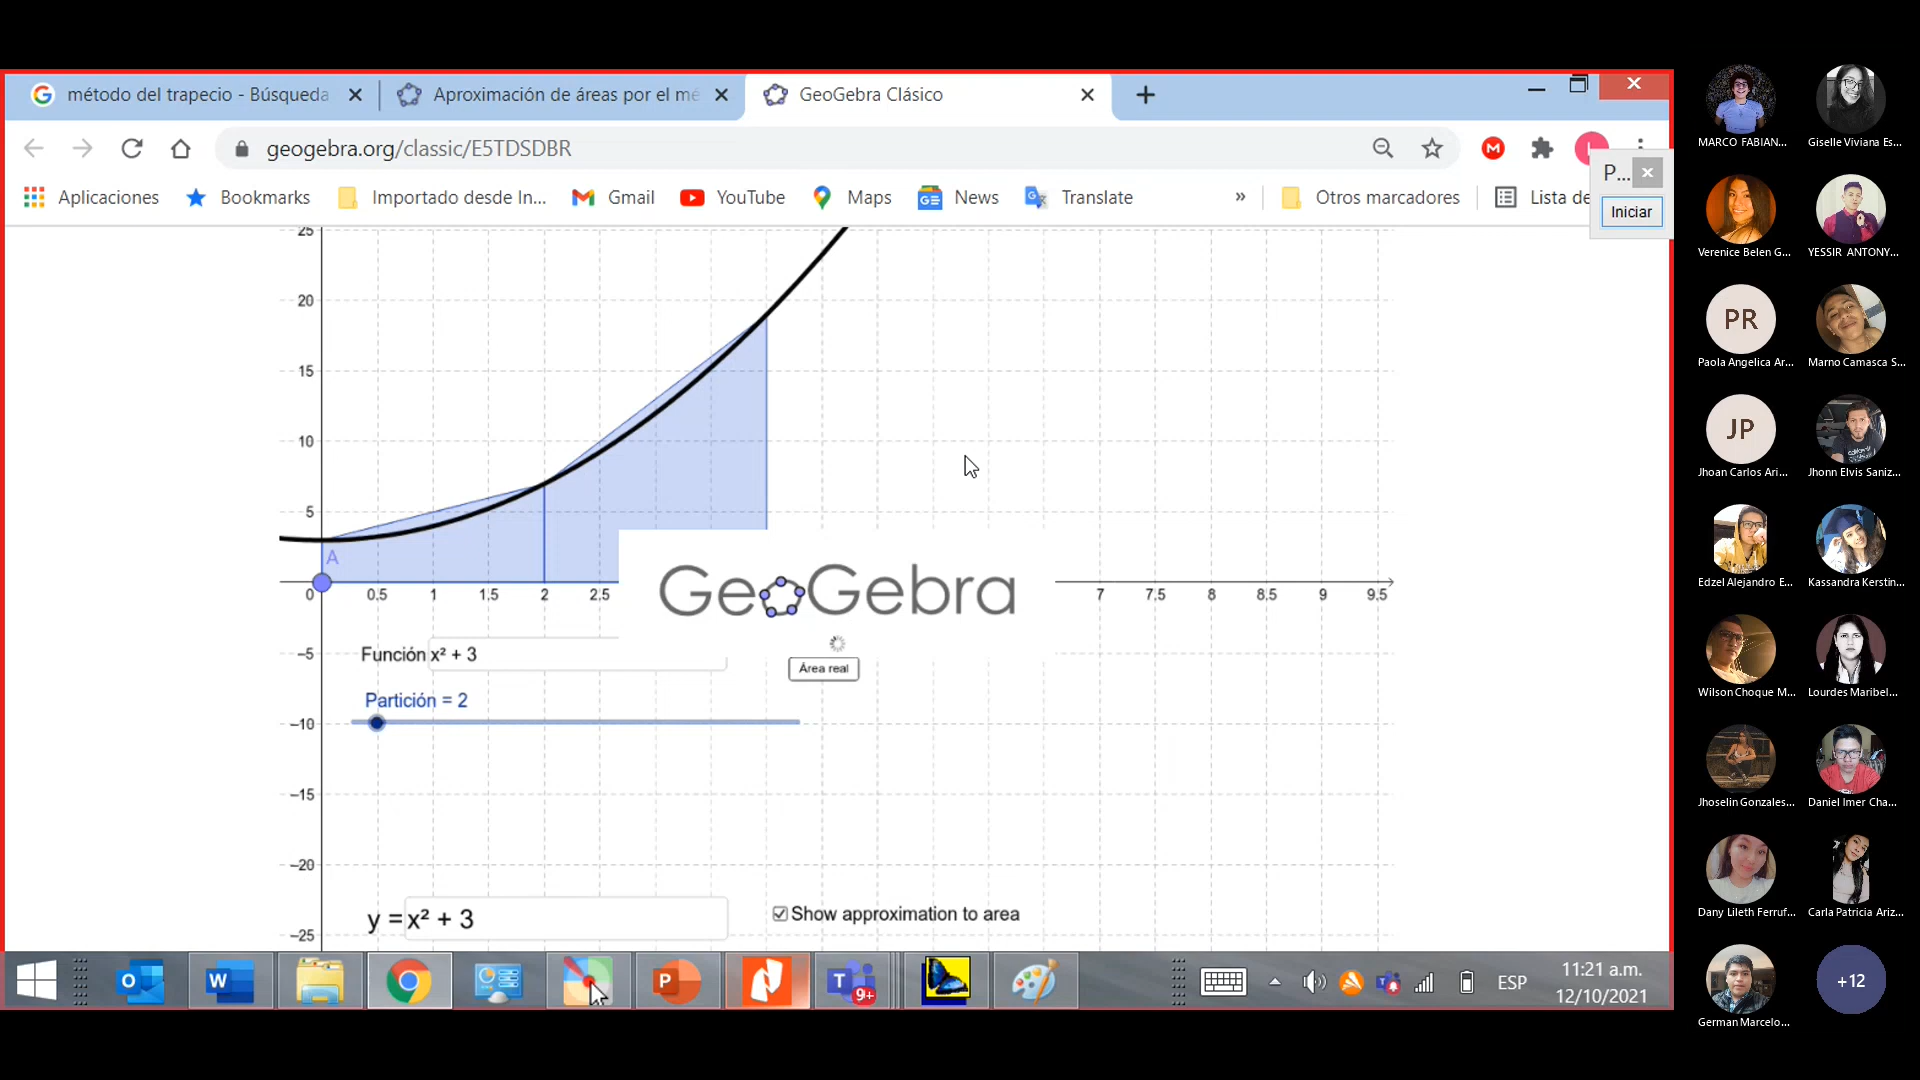 método del trapecio - Búsqueda
Aproximación de áreas por el mé
GeoGebra Clásico
geogebra.org/classic/E5TDSDBR
P...
Iniciar
Aplicaciones
Bookmarks
Importado desde In...
Gmail
YouTube
Maps
News
Translate
»
Otros marcadores
Lista de
25
20
15
10
5
A
0 0.5 1 1.5 2 2.5 7 7.5 8 8.5 9 9.5
GeoGebra
−5
Función x² + 3
Área real
Partición = 2
−10
−15
−20
y = x² + 3
Show approximation to area
−25
9+
ESP
11:21 a.m.
12/10/2021
MARCO FABIAN...
Giselle Viviana Es...
Verenice Belen G...
YESSIR ANTONY...
PR
Paola Angelica Ar...
Marno Camasca S...
JP
Jhoan Carlos Ari...
Jhonn Elvis Saniz...
Edzel Alejandro E...
Kassandra Kerstin...
Wilson Choque M...
Lourdes Maribel...
Jhoselin Gonzales...
Daniel Imer Cha...
Dany Lileth Ferruf...
Carla Patricia Ariz...
German Marcelo...
+12